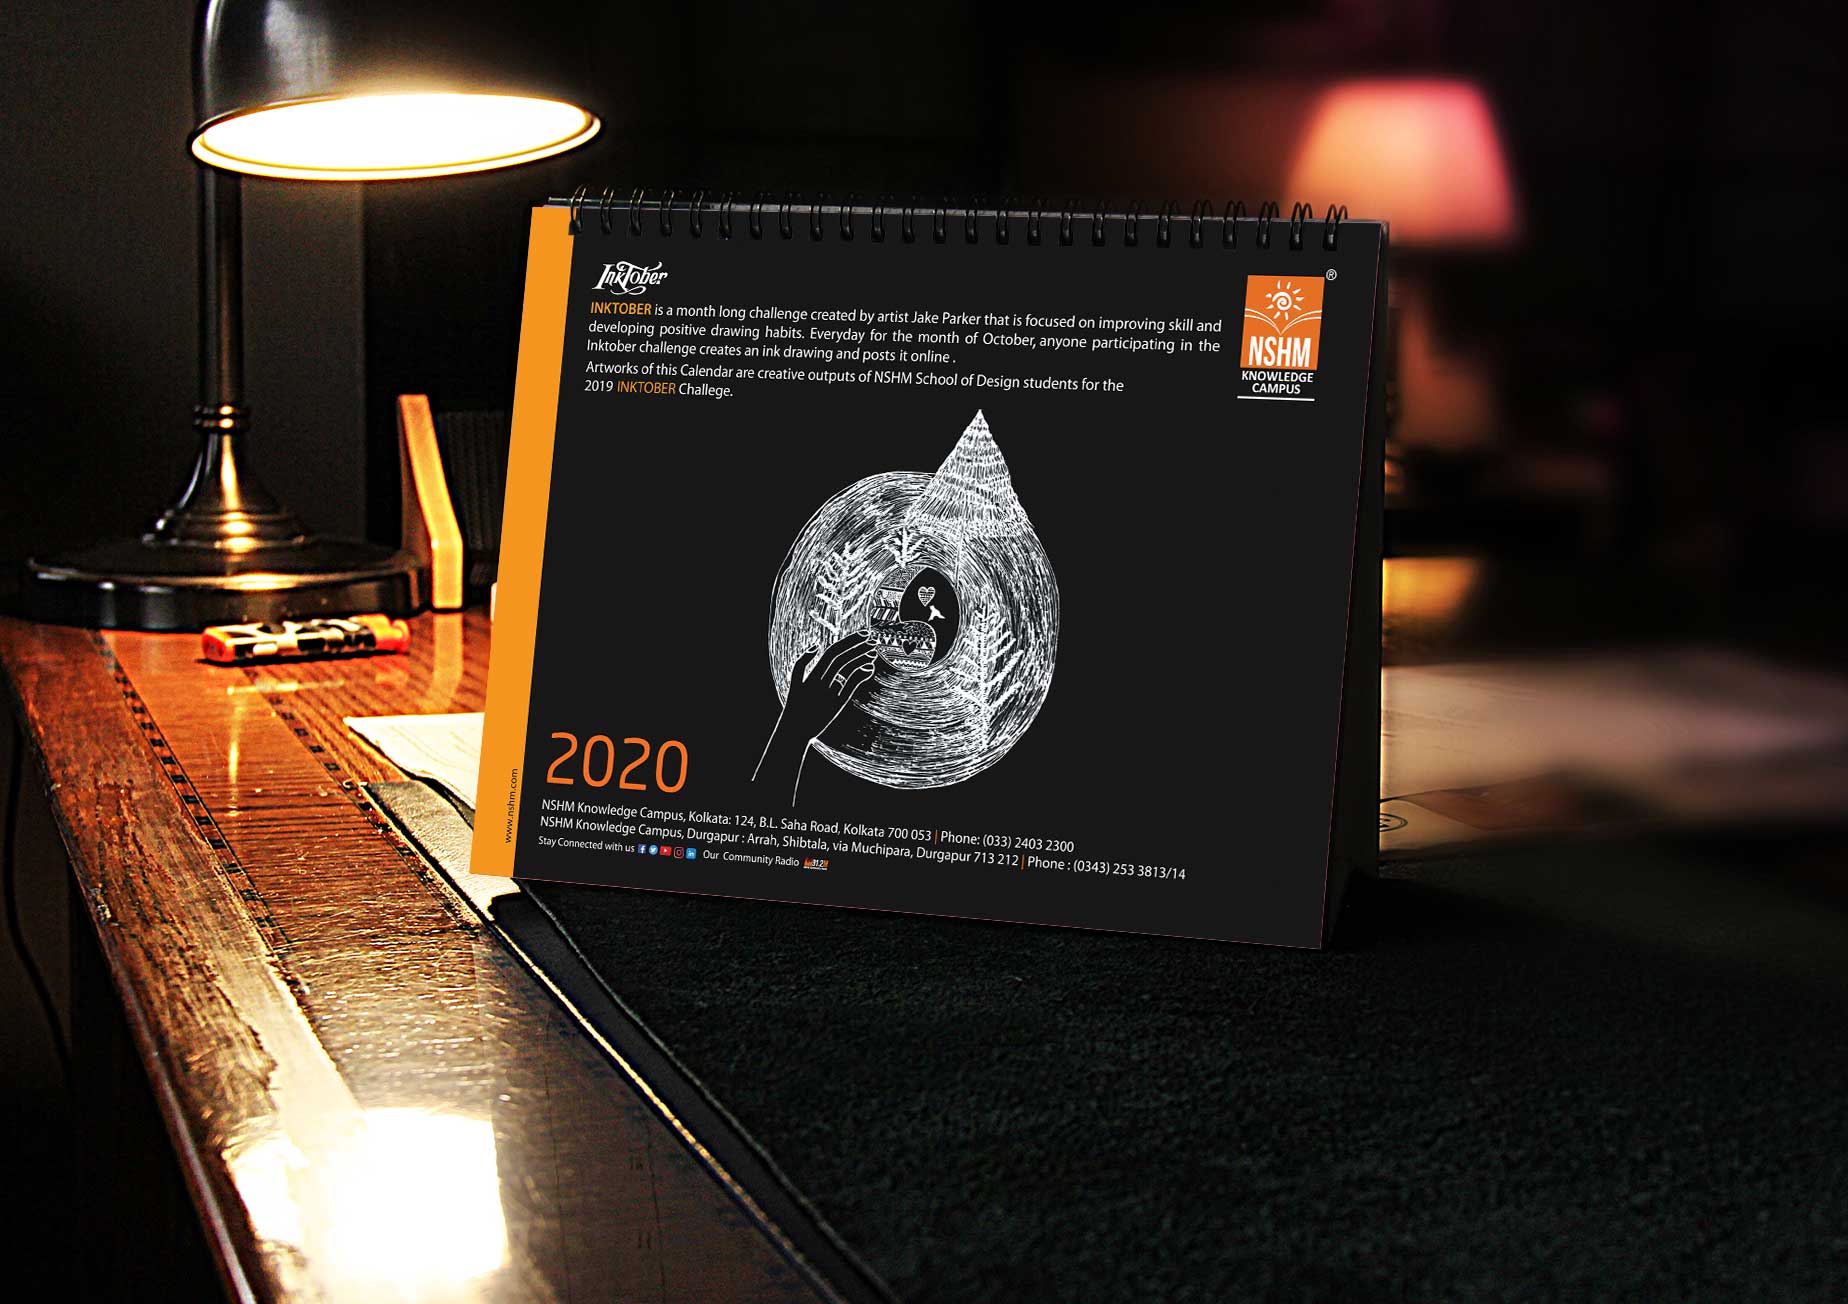 InkTober
INKTOBER is a month long challenge created by artist Jake Parker that is focused on improving skill and
developing positive drawing habits. Everyday for the month of October, anyone participating in the
Inktober challenge creates an ink drawing and posts it online .
Artworks of this Calendar are creative outputs of NSHM School of Design students for the
2019 INKTOBER Challege.
®
NSHM
KNOWLEDGE
CAMPUS
2020
www.nshm.com
NSHM Knowledge Campus, Kolkata: 124, B.L. Saha Road, Kolkata 700 053 | Phone: (033) 2403 2300
NSHM Knowledge Campus, Durgapur : Arrah, Shibtala, via Muchipara, Durgapur 713 212 | Phone : (0343) 253 3813/14
Stay Connected with us Our Community Radio